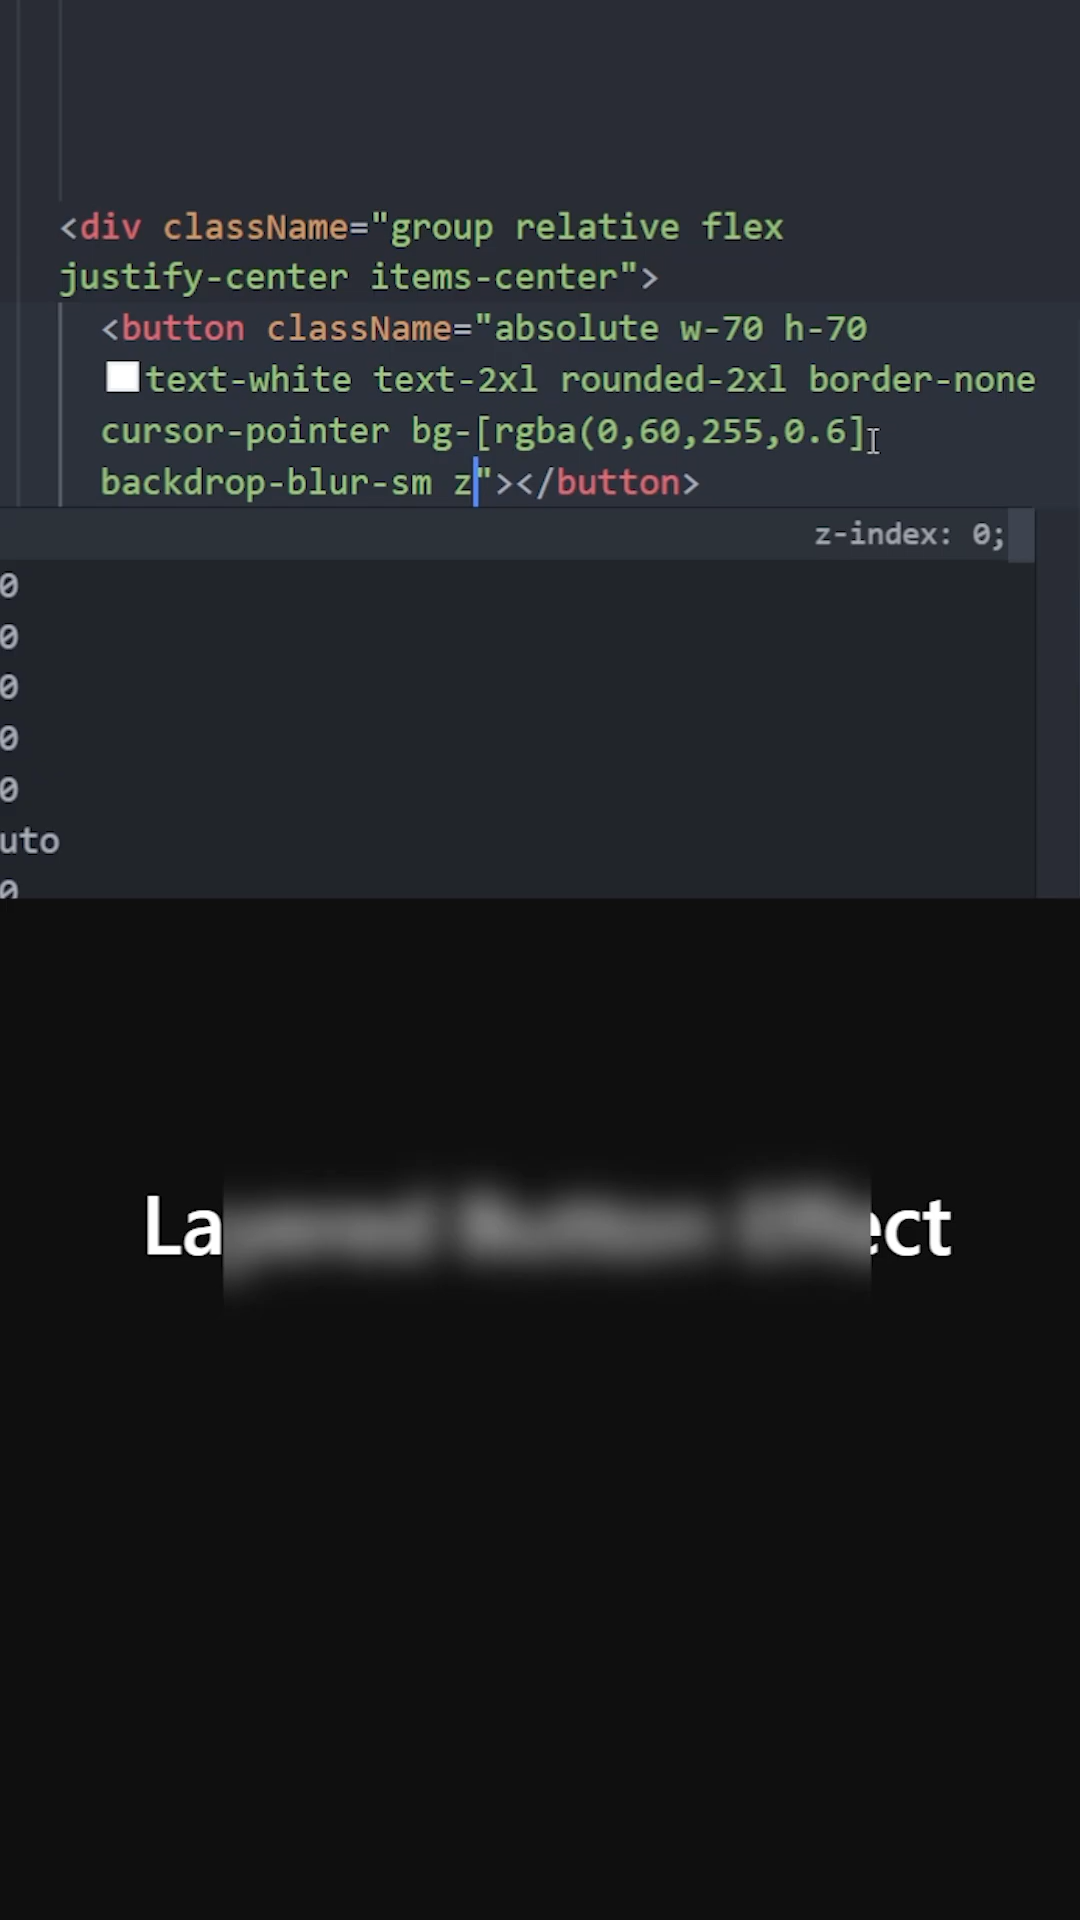 <div className="group relative flex
justify-center items-center">
<button className="absolute w-70 h-70
text-white text-2xl rounded-2xl border-none
cursor-pointer bg-[rgba(0,60,255,0.6]
backdrop-blur-sm z"></button>
z-index: 0;
0
0
0
0
0
uto
0
La ect